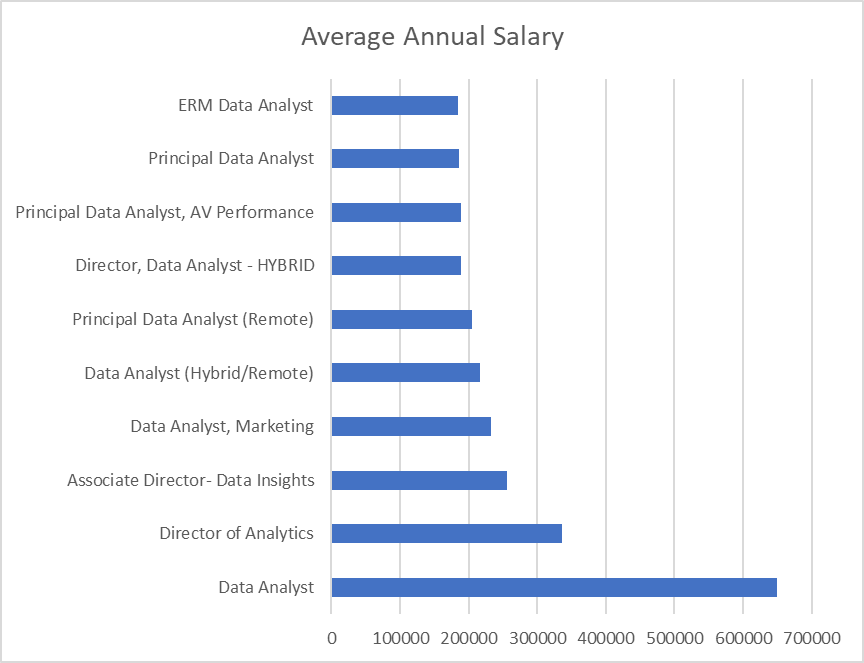 Average Annual Salary
ERM Data Analyst
Principal Data Analyst
Principal Data Analyst, AV Performance
Director, Data Analyst - HYBRID
Principal Data Analyst (Remote)
Data Analyst (Hybrid/Remote)
Data Analyst, Marketing
Associate Director- Data Insights
Director of Analytics
Data Analyst
0 100000 200000 300000 400000 500000 600000 700000